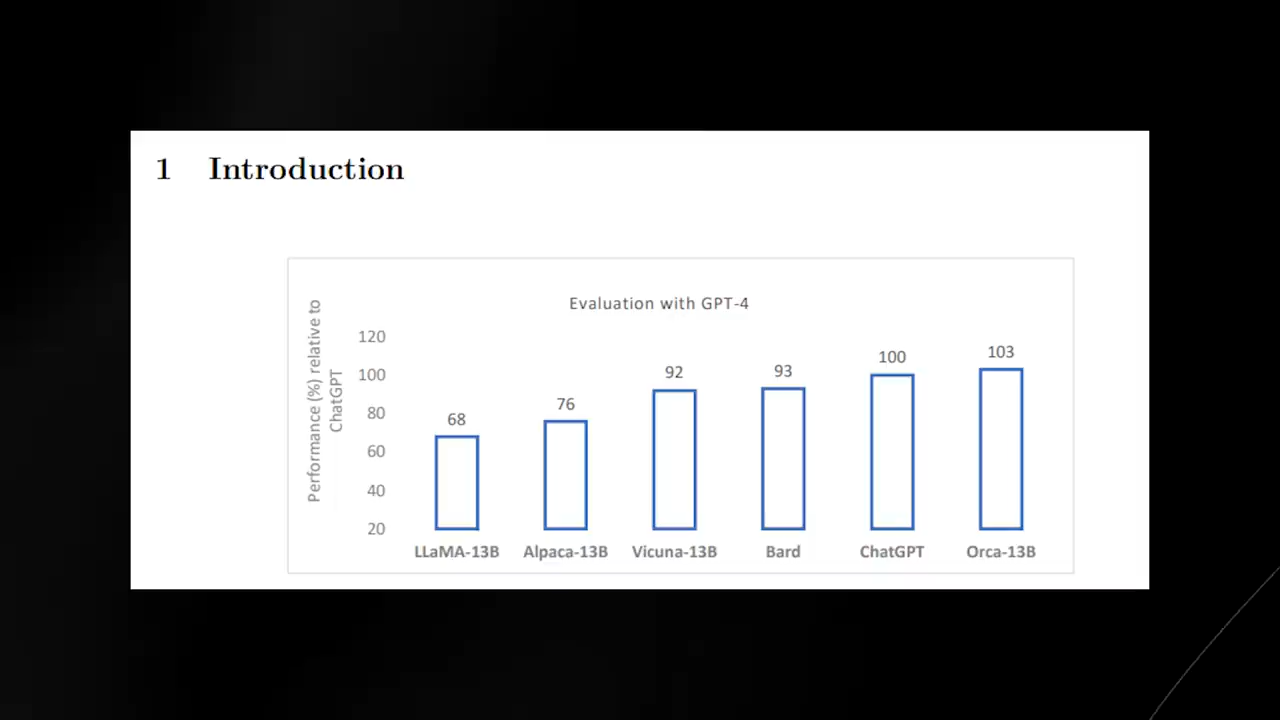 1 Introduction
Evaluation with GPT-4
Performance (%) relative to
ChatGPT
120
100
80
60
40
20
68
76
92
93
100
103
LLaMA-13B
Alpaca-13B
Vicuna-13B
Bard
ChatGPT
Orca-13B